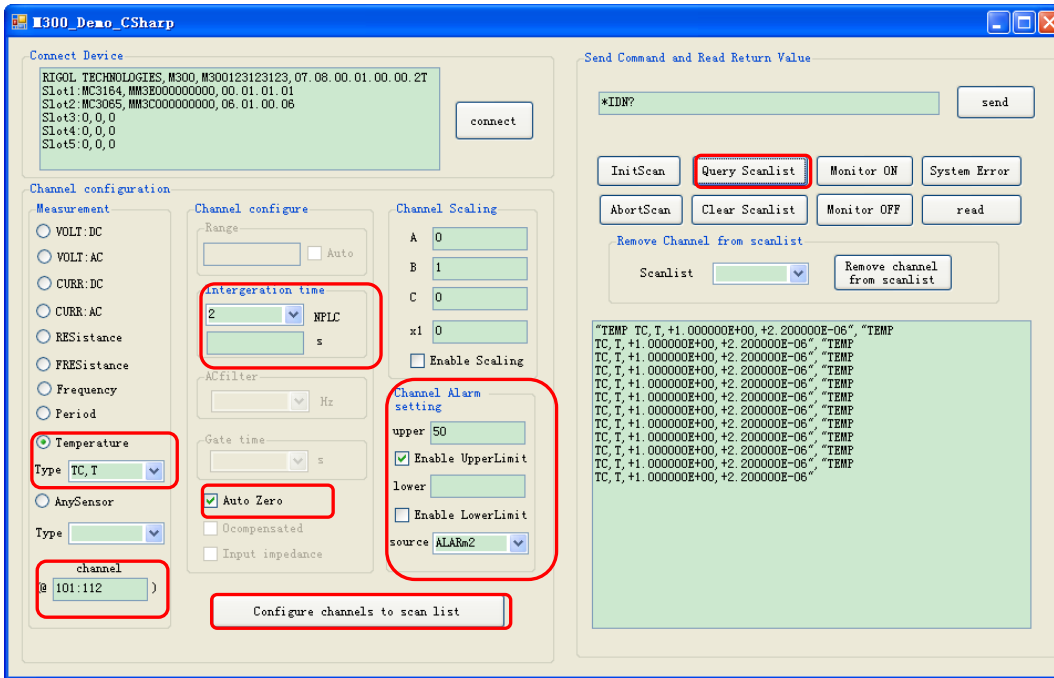 M300_Demo_CSharp
Connect Device
RIGOL TECHNOLOGIES,M300,M300123123123,07.08.00.01.00.00.2T
Slot1:MC3164,MM3E000000000,00.01.01.01
Slot2:MC3065,MM3C000000000,06.01.00.06
Slot3:0,0,0
Slot4:0,0,0
Slot5:0,0,0
connect
Channel configuration
Measurement
VOLT:DC
VOLT:AC
CURR:DC
CURR:AC
RESistance
FRESistance
Frequency
Period
Temperature
Type TC,T
AnySensor
Type
channel
(@ 101:112 )
Channel configure
Range
Auto
Intergeration time
2 NPLC
s
ACfilter
Hz
Gate time
s
Auto Zero
Ocompensated
Input impedance
Channel Scaling
A 0
B 1
C 0
x1 0
Enable Scaling
Channel Alarm
setting
upper 50
Enable UpperLimit
lower
Enable LowerLimit
source ALARm2
Configure channels to scan list
Send Command and Read Return Value
*IDN?
send
InitScan
Query Scanlist
Monitor ON
System Error
AbortScan
Clear Scanlist
Monitor OFF
read
Remove Channel from scanlist
Scanlist
Remove channel
from scanlist
"TEMP TC,T,+1.000000E+00,+2.200000E-06","TEMP
TC,T,+1.000000E+00,+2.200000E-06","TEMP
TC,T,+1.000000E+00,+2.200000E-06","TEMP
TC,T,+1.000000E+00,+2.200000E-06","TEMP
TC,T,+1.000000E+00,+2.200000E-06","TEMP
TC,T,+1.000000E+00,+2.200000E-06","TEMP
TC,T,+1.000000E+00,+2.200000E-06","TEMP
TC,T,+1.000000E+00,+2.200000E-06","TEMP
TC,T,+1.000000E+00,+2.200000E-06","TEMP
TC,T,+1.000000E+00,+2.200000E-06","TEMP
TC,T,+1.000000E+00,+2.200000E-06","TEMP
TC,T,+1.000000E+00,+2.200000E-06"